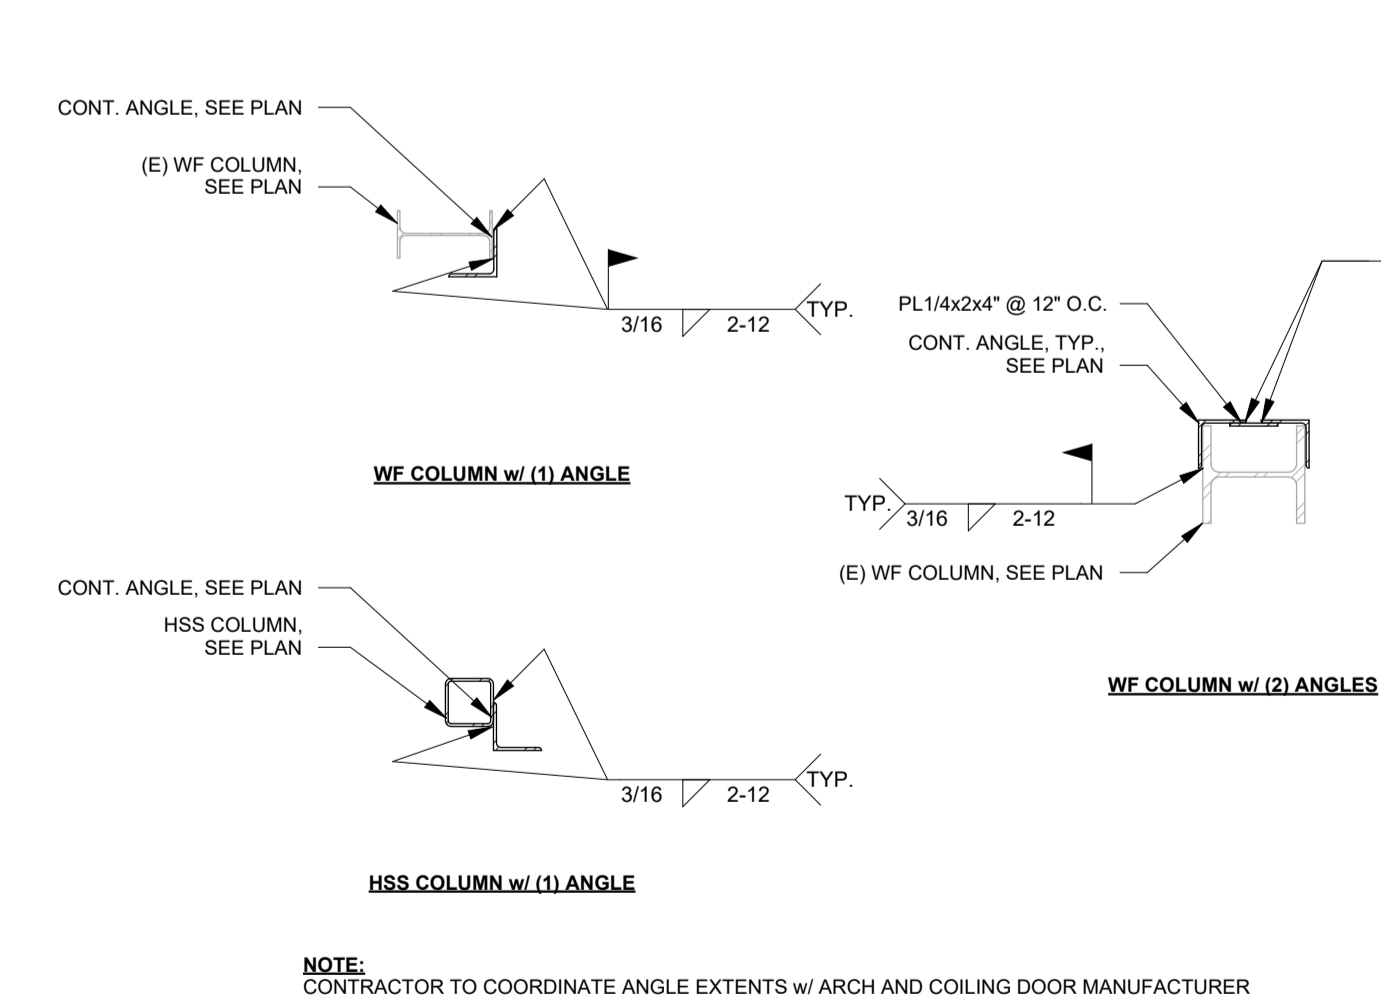 CONT. ANGLE, SEE PLAN
(E) WF COLUMN,
SEE PLAN
3/16
2-12
TYP.
WF COLUMN w/ (1) ANGLE
PL1/4x2x4" @ 12" O.C.
CONT. ANGLE, TYP.,
SEE PLAN
TYP.
3/16
2-12
(E) WF COLUMN, SEE PLAN
WF COLUMN w/ (2) ANGLES
CONT. ANGLE, SEE PLAN
HSS COLUMN,
SEE PLAN
3/16
2-12
TYP.
HSS COLUMN w/ (1) ANGLE
NOTE:
CONTRACTOR TO COORDINATE ANGLE EXTENTS w/ ARCH AND COILING DOOR MANUFACTURER